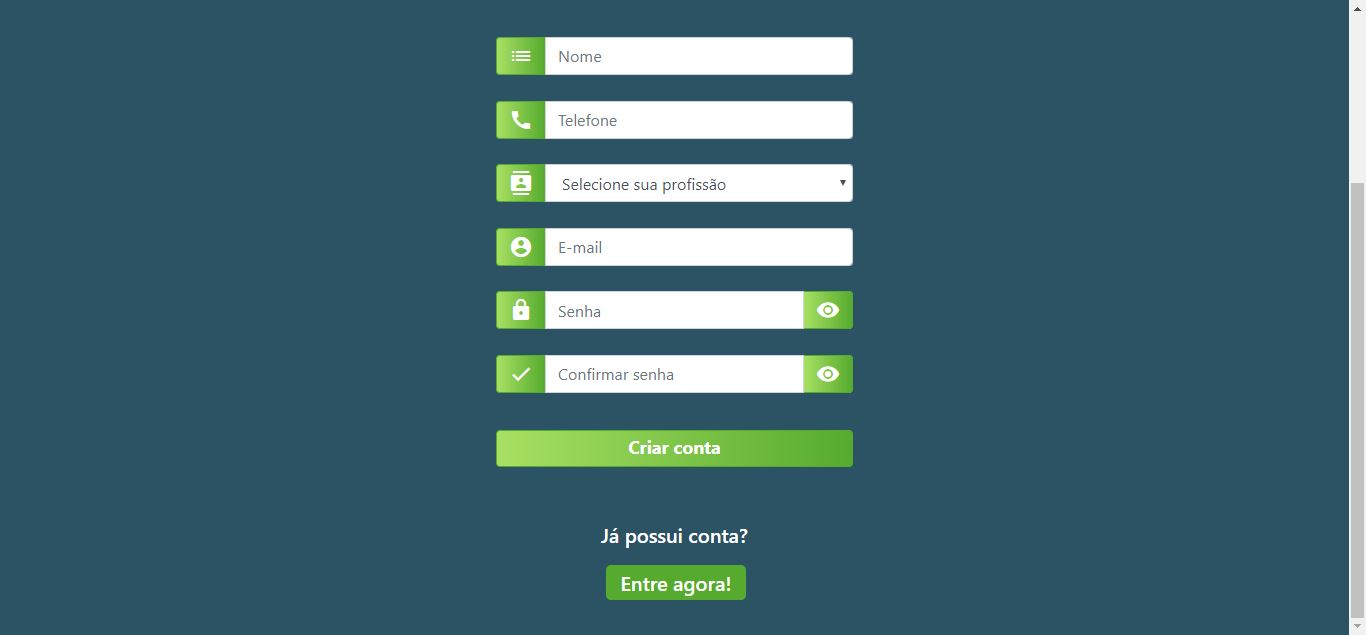 Nome
Telefone
Selecione sua profissão
E-mail
Senha
Confirmar senha
Criar conta
Já possui conta?
Entre agora!